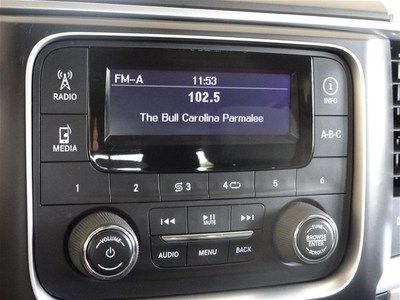 FM-A 11:53
102.5
The Bull Carolina Parmalee
RADIO
MEDIA
INFO
A-B-C
1 2 3 4 5 6
VOLUME
MUTE
AUDIO MENU BACK
BROWSE
ENTER
SCROLL